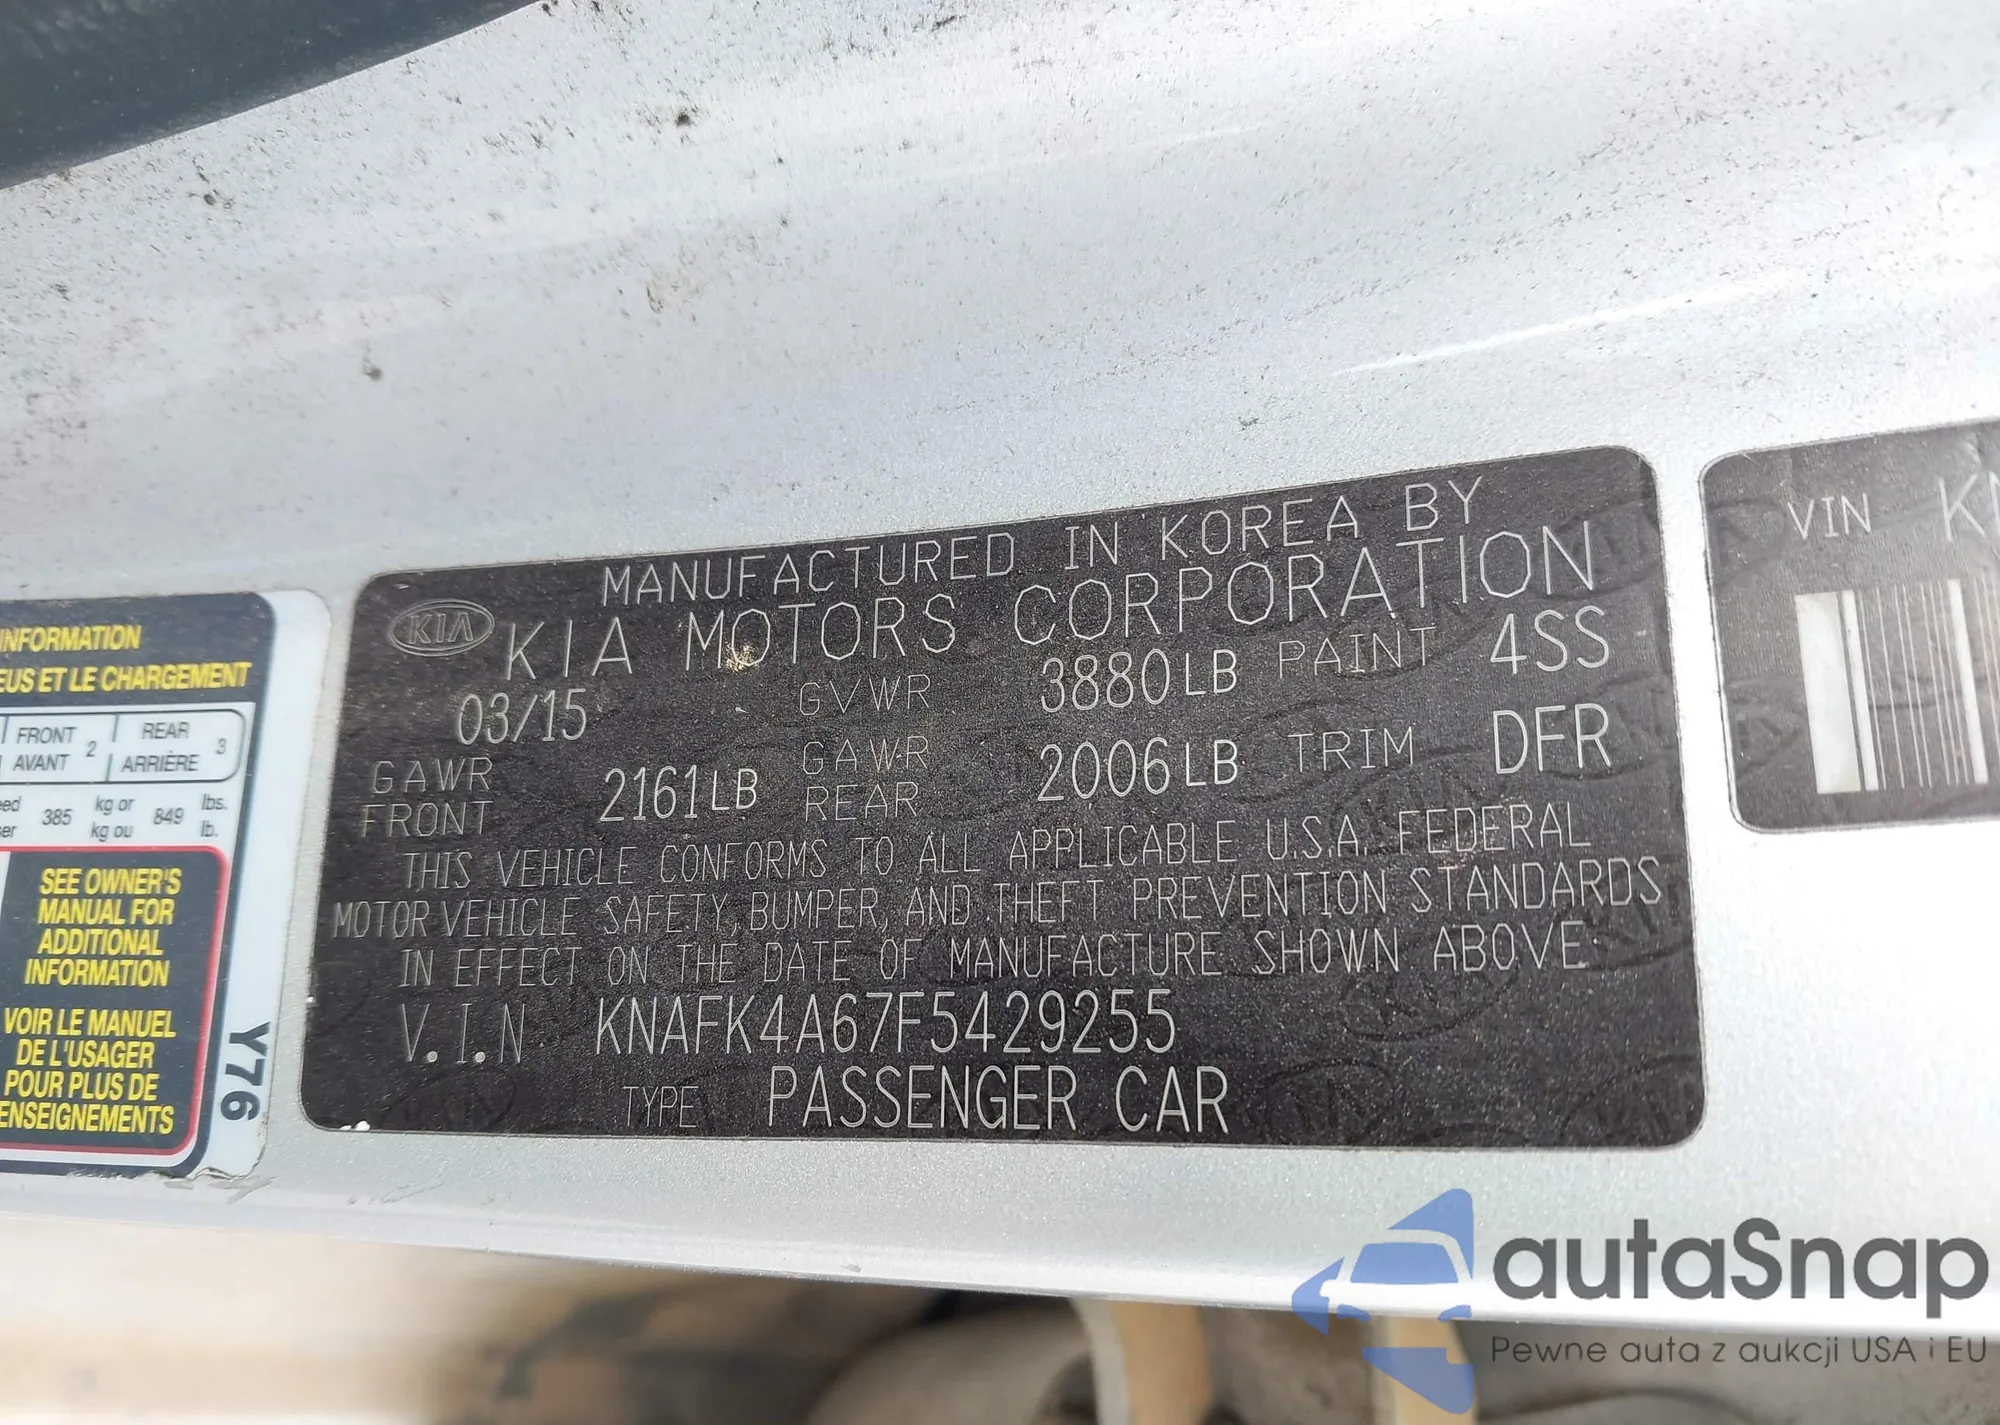 INFORMATION
EUS ET LE CHARGEMENT
FRONT 2 REAR 3
AVANT ARRIÈRE
385 kg or 849 lbs.
kg ou lb.
SEE OWNER'S
MANUAL FOR
ADDITIONAL
INFORMATION
VOIR LE MANUEL
DE L'USAGER
POUR PLUS DE
ENSEIGNEMENTS
Y76
MANUFACTURED IN KOREA BY
KIA KIA MOTORS CORPORATION
03/15 GVWR 3880LB PAINT 4SS
GAWR FRONT 2161LB GAWR REAR 2006LB TRIM DFR
THIS VEHICLE CONFORMS TO ALL APPLICABLE U.S.A. FEDERAL
MOTOR VEHICLE SAFETY, BUMPER, AND THEFT PREVENTION STANDARDS
IN EFFECT ON THE DATE OF MANUFACTURE SHOWN ABOVE.
V.I.N KNAFK4A67F5429255
TYPE PASSENGER CAR
VIN KN
autaSnap
Pewne auta z aukcji USA i EU